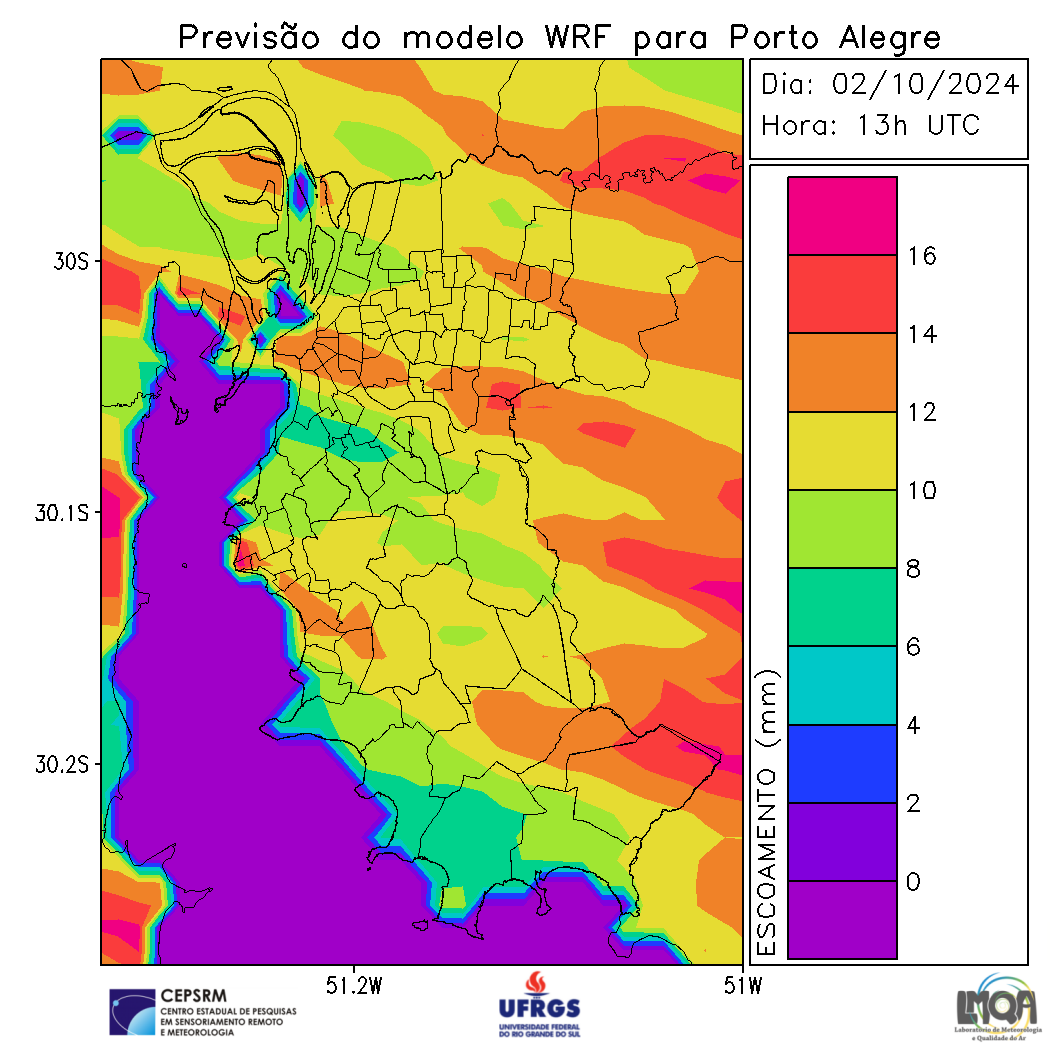 Previsão do modelo WRF para Porto Alegre
Dia: 02/10/2024
Hora: 13h UTC
30S
30.1S
30.2S
51.2W
51W
16
14
12
10
8
6
4
2
0
ESCOAMENTO (mm)
CEPSRM
CENTRO ESTADUAL DE PESQUISAS
EM SENSORIAMENTO REMOTO
E METEOROLOGIA
UFRGS
UNIVERSIDADE FEDERAL
DO RIO GRANDE DO SUL
LMQA
Laboratório de Meteorologia
e Qualidade do Ar